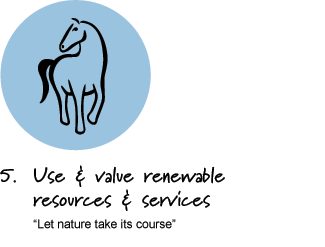 5. Use & value renewable
resources & services
“Let nature take its course”